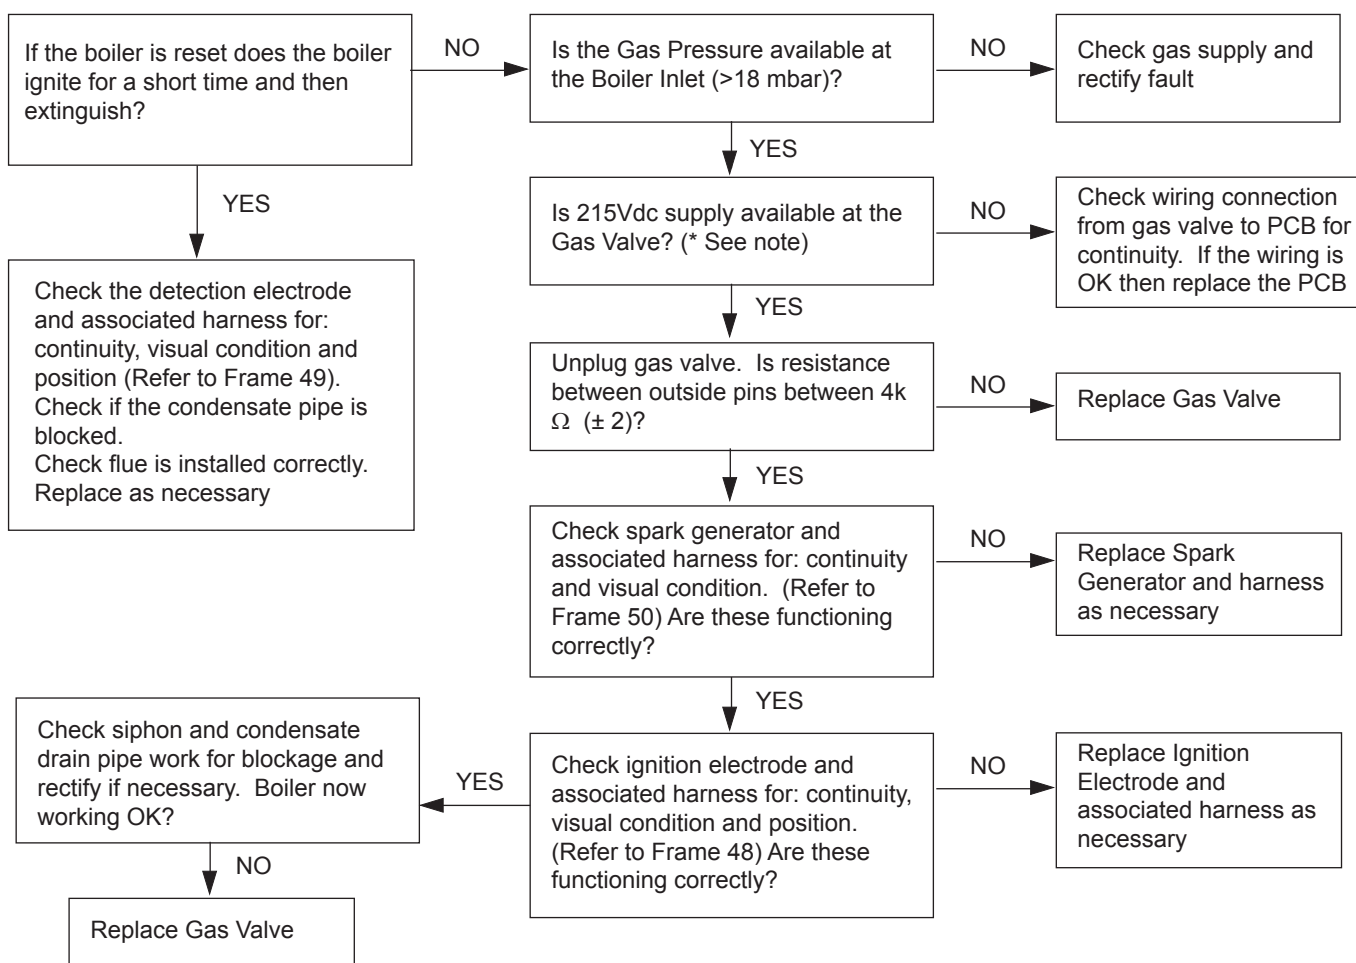 If the boiler is reset does the boiler
ignite for a short time and then
extinguish?
NO
Is the Gas Pressure available at
the Boiler Inlet (>18 mbar)?
NO
Check gas supply and
rectify fault
YES
YES
Is 215Vdc supply available at the
Gas Valve? (* See note)
NO
Check wiring connection
from gas valve to PCB for
continuity.  If the wiring is
OK then replace the PCB
Check the detection electrode
and associated harness for:
continuity, visual condition and
position (Refer to Frame 49).
Check if the condensate pipe is
blocked.
Check flue is installed correctly.
Replace as necessary
YES
Unplug gas valve.  Is resistance
between outside pins between 4k
Ω  (± 2)?
NO
Replace Gas Valve
YES
Check spark generator and
associated harness for: continuity
and visual condition.  (Refer to
Frame 50) Are these functioning
correctly?
NO
Replace Spark
Generator and harness
as necessary
YES
Check ignition electrode and
associated harness for: continuity,
visual condition and position.
(Refer to Frame 48) Are these
functioning correctly?
NO
Replace Ignition
Electrode and
associated harness as
necessary
YES
Check siphon and condensate
drain pipe work for blockage and
rectify if necessary.  Boiler now
working OK?
NO
Replace Gas Valve